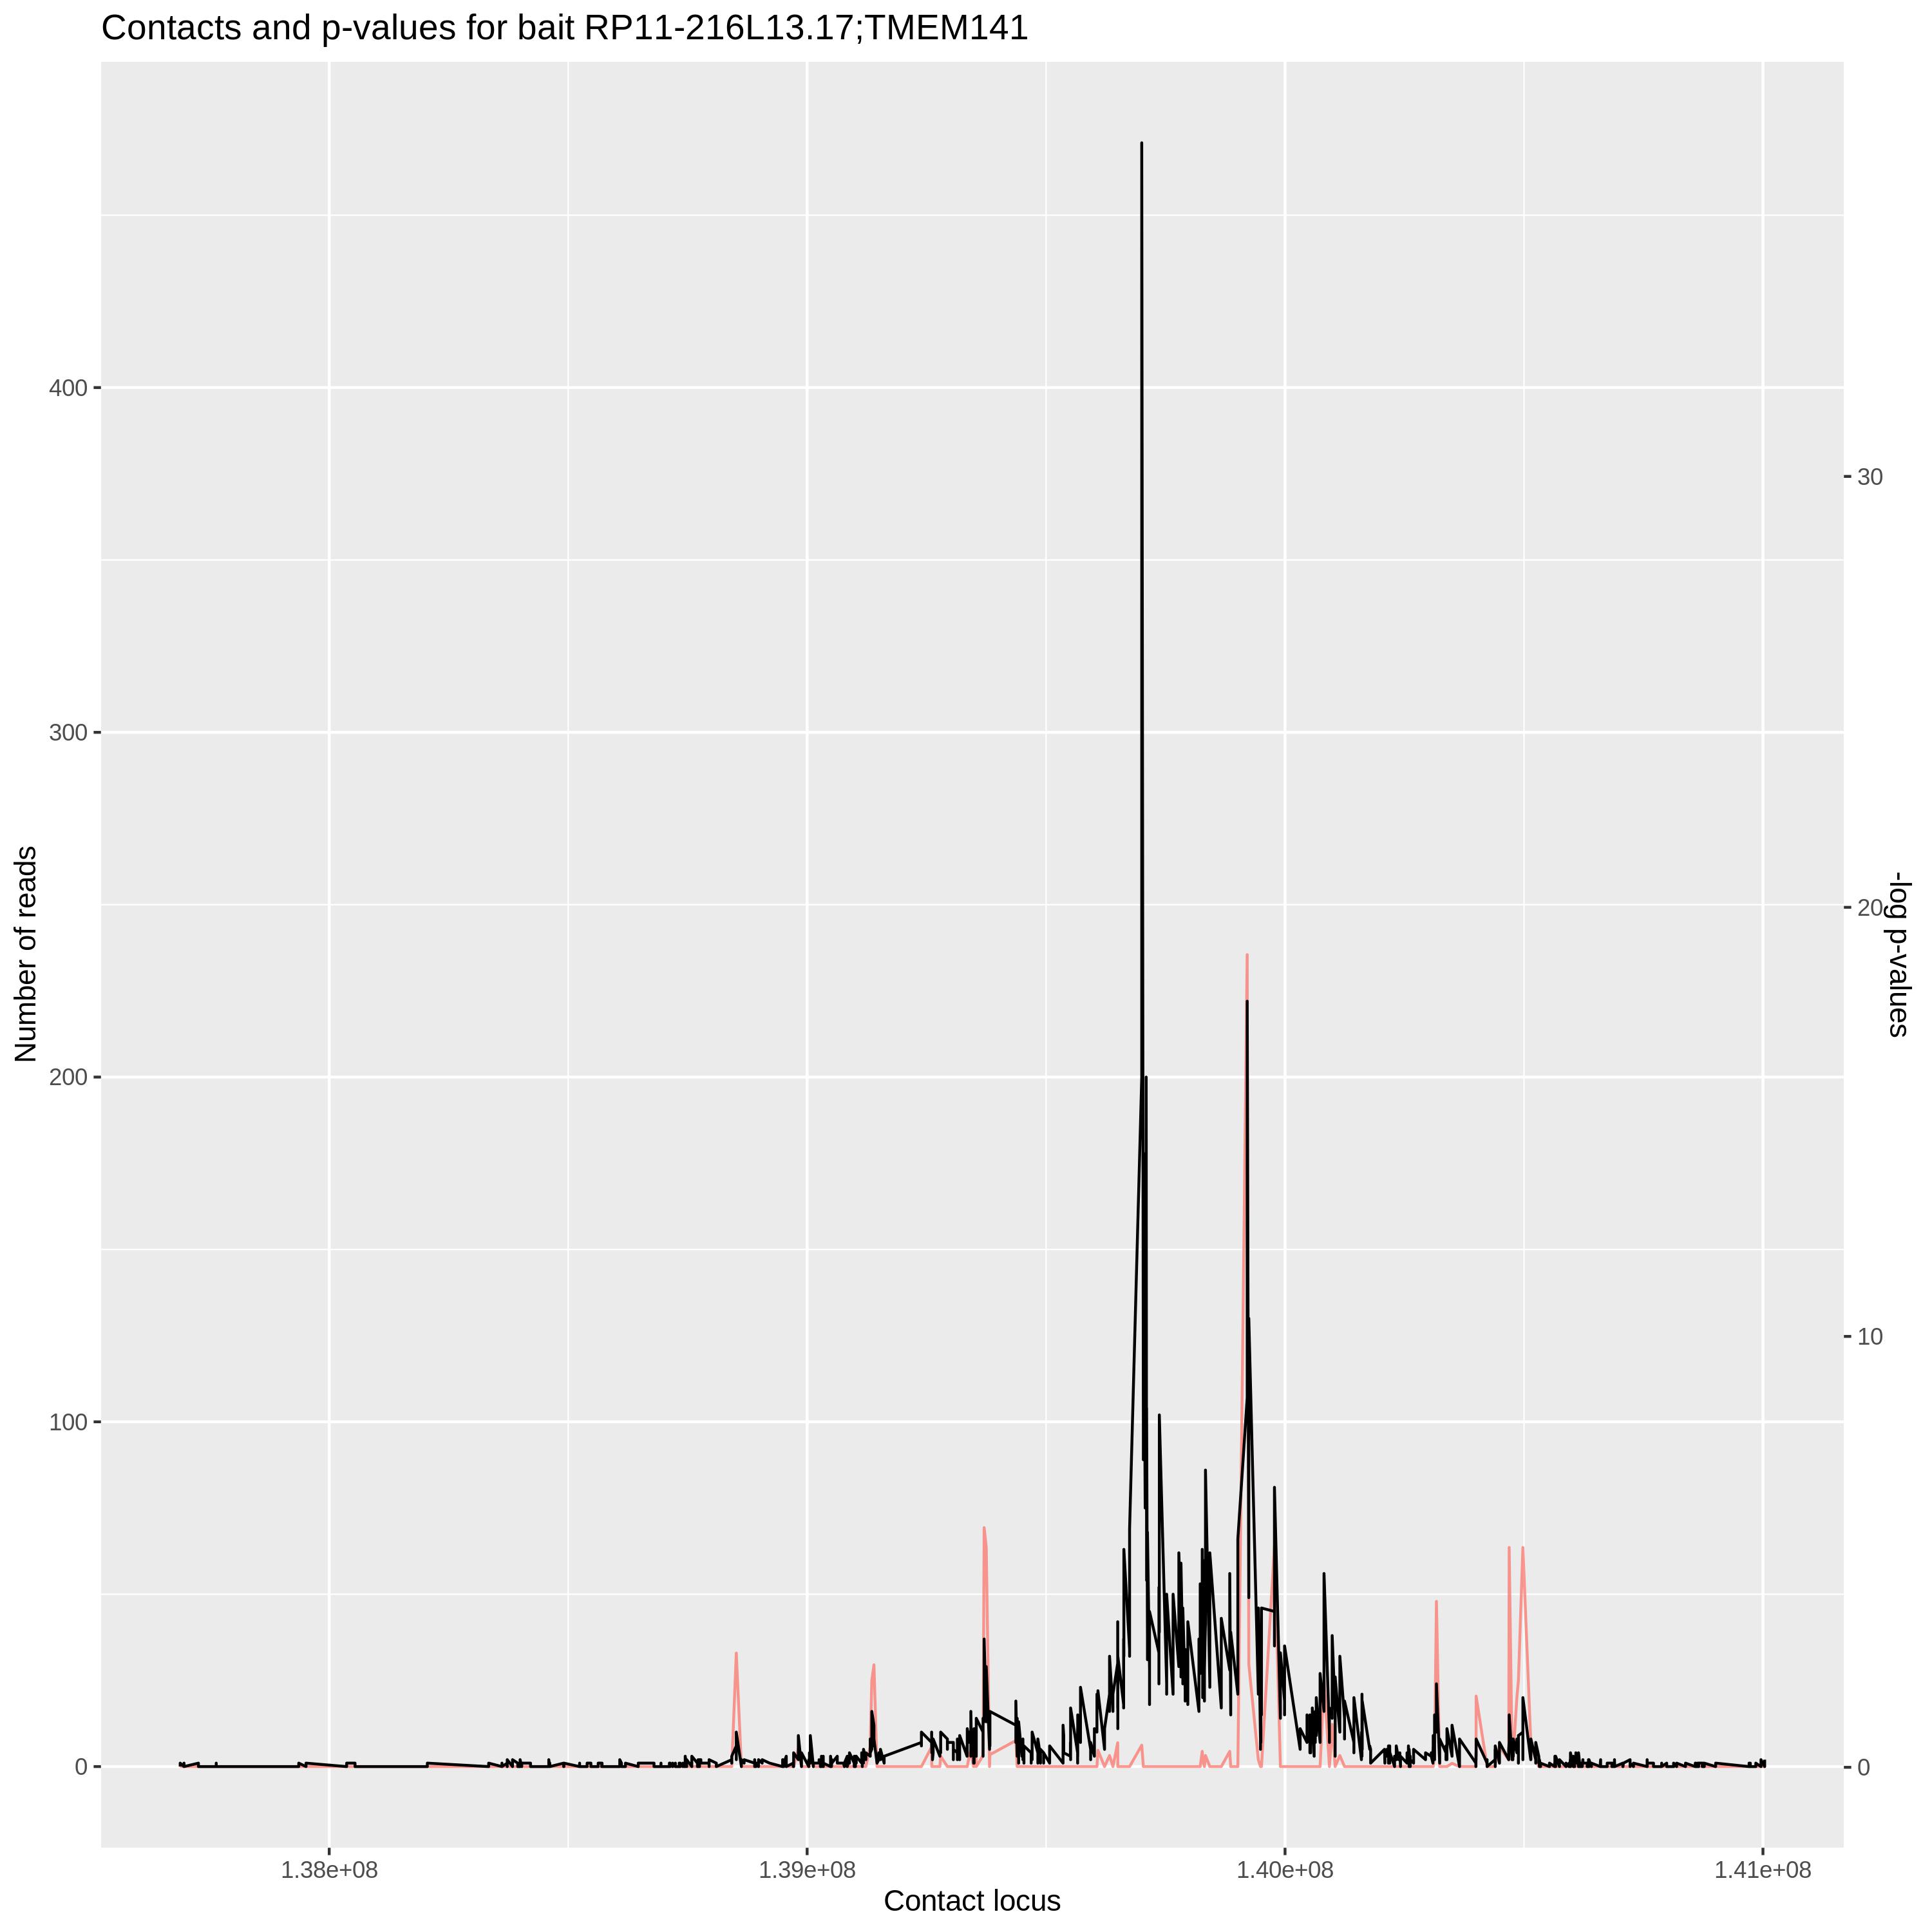 Contacts and p-values for bait RP11-216L13.17;TMEM141
Number of reads
400
300
200
100
0
30
20
10
0
-log p-values
1.38e+08
1.39e+08
1.40e+08
1.41e+08
Contact locus